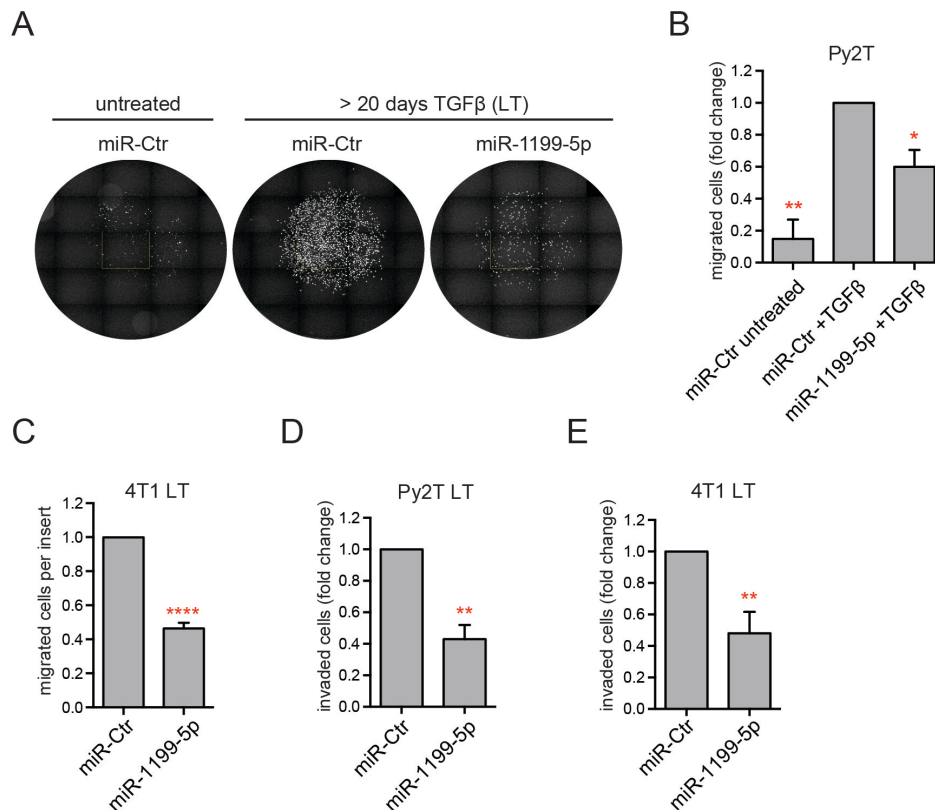 A
untreated
> 20 days TGFβ (LT)
miR-Ctr
miR-Ctr
miR-1199-5p
B
Py2T
migrated cells (fold change)
1.2
1.0
0.8
0.6
0.4
0.2
0.0
**
*
miR-Ctr untreated
miR-Ctr +TGFβ
miR-1199-5p +TGFβ
C
4T1 LT
migrated cells per insert
1.2
1.0
0.8
0.6
0.4
0.2
0.0
****
miR-Ctr
miR-1199-5p
D
Py2T LT
invaded cells (fold change)
1.2
1.0
0.8
0.6
0.4
0.2
0.0
**
miR-Ctr
miR-1199-5p
E
4T1 LT
invaded cells (fold change)
1.2
1.0
0.8
0.6
0.4
0.2
0.0
**
miR-Ctr
miR-1199-5p